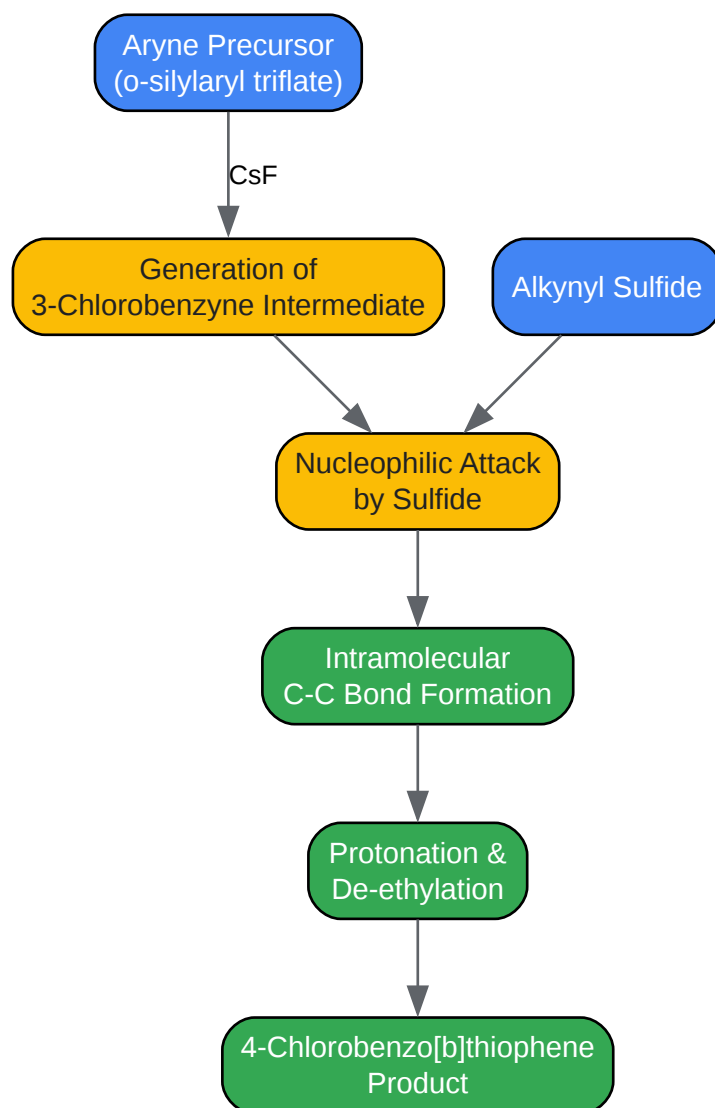 Aryne Precursor
(o-silylaryl triflate)
CsF
Generation of
3-Chlorobenzyne Intermediate
Alkynyl Sulfide
Nucleophilic Attack
by Sulfide
Intramolecular
C-C Bond Formation
Protonation &
De-ethylation
4-Chlorobenzo[b]thiophene
Product